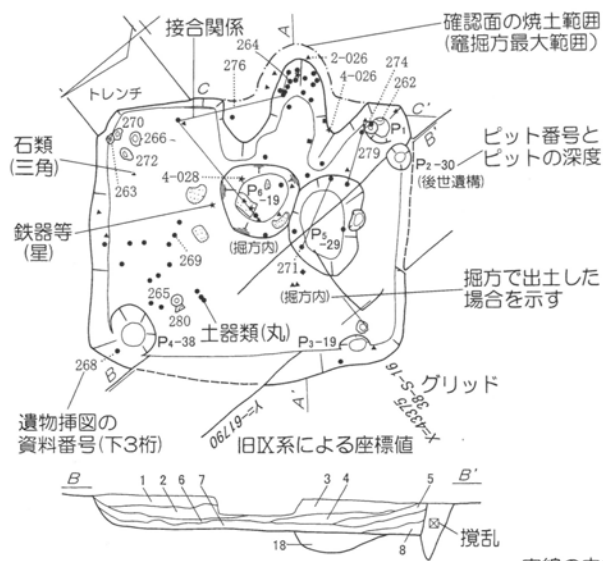 接合関係
A
確認面の焼土範囲
(竈掘方最大範囲)
264
2-026
4-026
276
C
274
262
トレンチ
270
266
272
263
石類
(三角)
P1
279
C'
B'
P2-30
(後世遺構)
ピット番号と
ピットの深度
4-028
P6
-19
(掘方内)
P5
-29
鉄器等
(星)
269
271
(掘方内)
掘方で出土した
場合を示す
265
280
土器類(丸)
P4-38
P3-19
268
B
A'
グリッド
遺物挿図の
資料番号(下3桁)
Y=-61790
X=43375
38-S-16
旧Ⅸ系による座標値
B
1
2
6
7
3
4
5
B'
18
8
撹乱